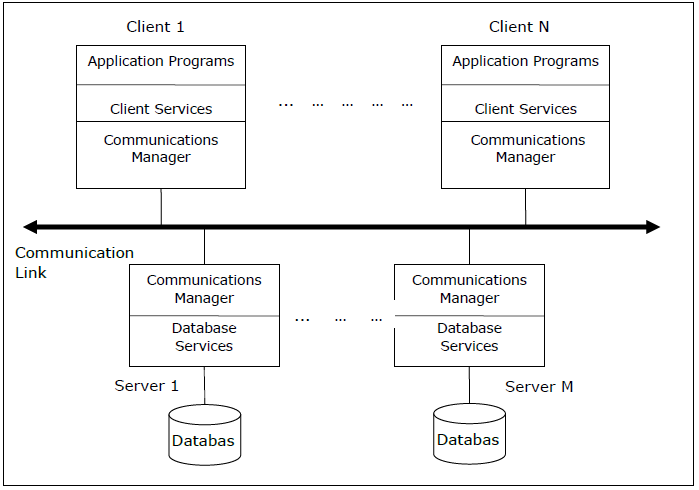 Client 1
Client N
Application Programs
Application Programs
Client Services
... ... ... ... ...
Client Services
Communications
Manager
Communications
Manager
Communication
Link
Communications
Manager
Communications
Manager
Database
Services
... ... ...
Database
Services
Server 1
Server M
Databas
Databas